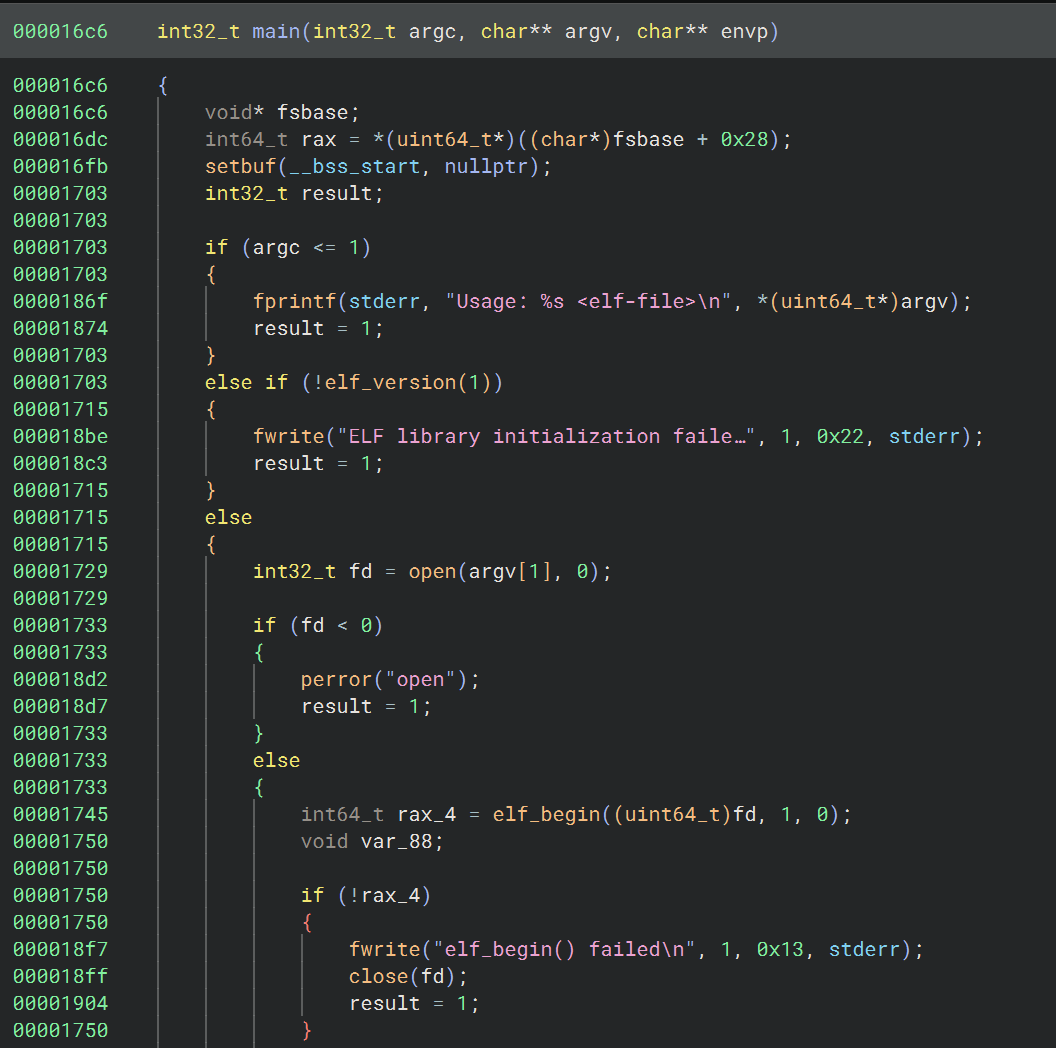 000016c6    int32_t main(int32_t argc, char** argv, char** envp)
000016c6    {
000016c6        void* fsbase;
000016dc        int64_t rax = *(uint64_t*)((char*)fsbase + 0x28);
000016fb        setbuf(__bss_start, nullptr);
00001703        int32_t result;
00001703
00001703        if (argc <= 1)
00001703        {
0000186f            fprintf(stderr, "Usage: %s <elf-file>\n", *(uint64_t*)argv);
00001874            result = 1;
00001703        }
00001703        else if (!elf_version(1))
00001715        {
000018be            fwrite("ELF library initialization faile…", 1, 0x22, stderr);
000018c3            result = 1;
00001715        }
00001715        else
00001715        {
00001729            int32_t fd = open(argv[1], 0);
00001729
00001733            if (fd < 0)
00001733            {
000018d2                perror("open");
000018d7                result = 1;
00001733            }
00001733            else
00001733            {
00001745                int64_t rax_4 = elf_begin((uint64_t)fd, 1, 0);
00001750                void var_88;
00001750
00001750                if (!rax_4)
00001750                {
000018f7                    fwrite("elf_begin() failed\n", 1, 0x13, stderr);
000018ff                    close(fd);
00001904                    result = 1;
00001750                }